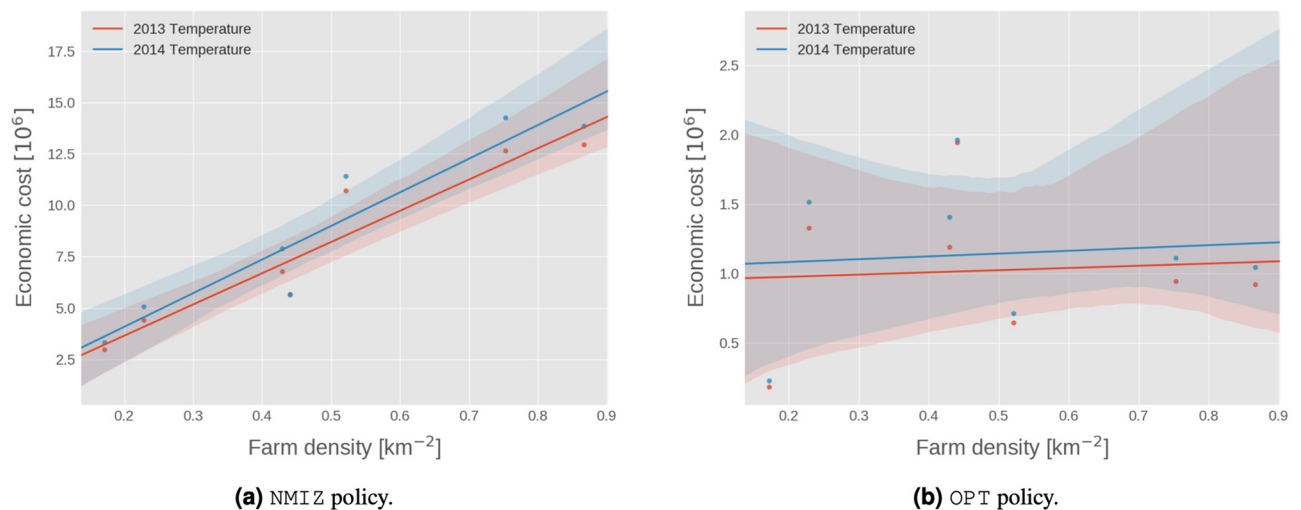 2013 Temperature
2014 Temperature
17.5
15.0
12.5
10.0
7.5
5.0
2.5
Economic cost [10⁶]
0.2 0.3 0.4 0.5 0.6 0.7 0.8 0.9
Farm density [km⁻²]
(a) NMIZ policy.
2013 Temperature
2014 Temperature
2.5
2.0
1.5
1.0
0.5
Economic cost [10⁶]
0.2 0.3 0.4 0.5 0.6 0.7 0.8 0.9
Farm density [km⁻²]
(b) OPT policy.